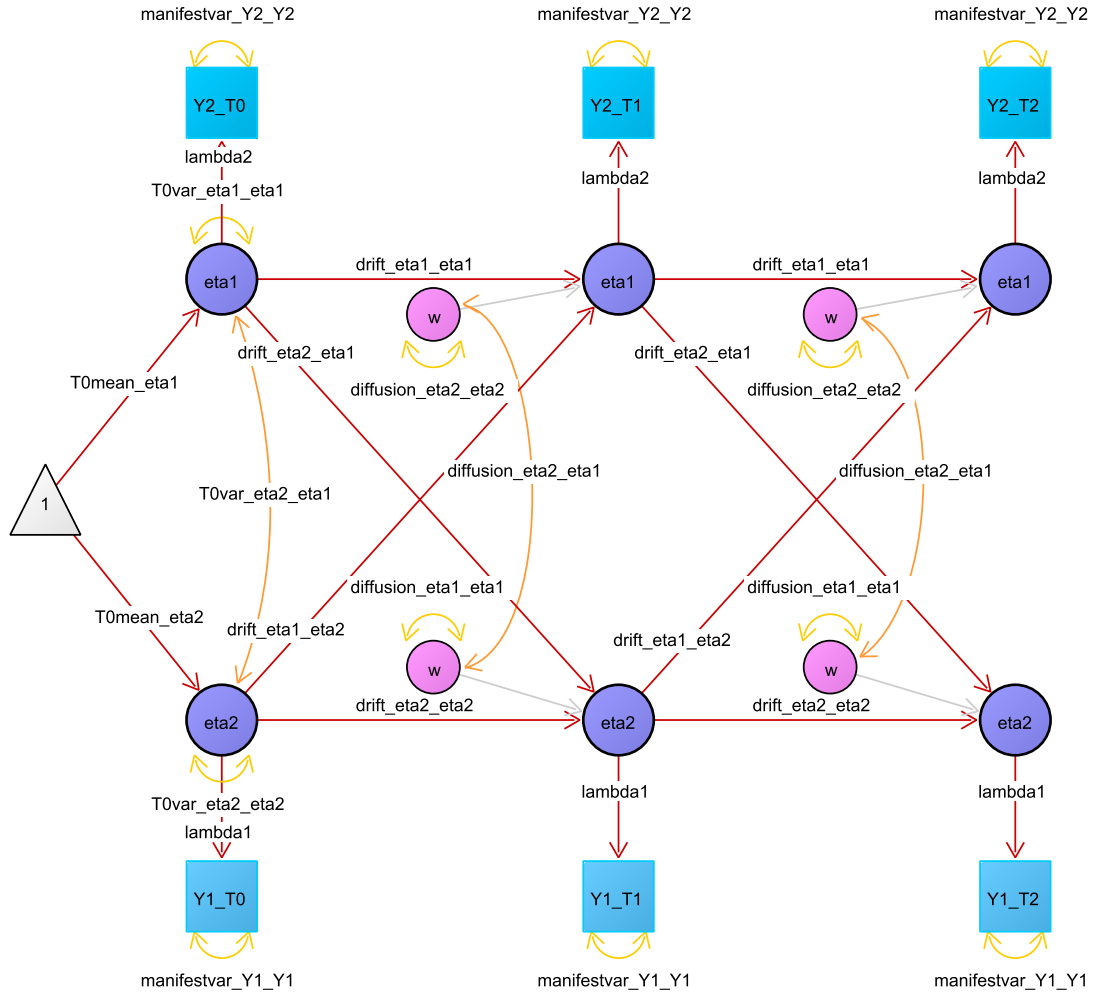 manifestvar_Y2_Y2
manifestvar_Y2_Y2
manifestvar_Y2_Y2
Y2_T0
Y2_T1
Y2_T2
lambda2
lambda2
lambda2
T0var_eta1_eta1
drift_eta1_eta1
drift_eta1_eta1
eta1
eta1
eta1
w
w
drift_eta2_eta1
drift_eta2_eta1
T0mean_eta1
diffusion_eta2_eta2
diffusion_eta2_eta2
diffusion_eta2_eta1
diffusion_eta2_eta1
T0var_eta2_eta1
1
diffusion_eta1_eta1
diffusion_eta1_eta1
T0mean_eta2
drift_eta1_eta2
drift_eta1_eta2
w
w
drift_eta2_eta2
drift_eta2_eta2
eta2
eta2
eta2
T0var_eta2_eta2
lambda1
lambda1
lambda1
Y1_T0
Y1_T1
Y1_T2
manifestvar_Y1_Y1
manifestvar_Y1_Y1
manifestvar_Y1_Y1